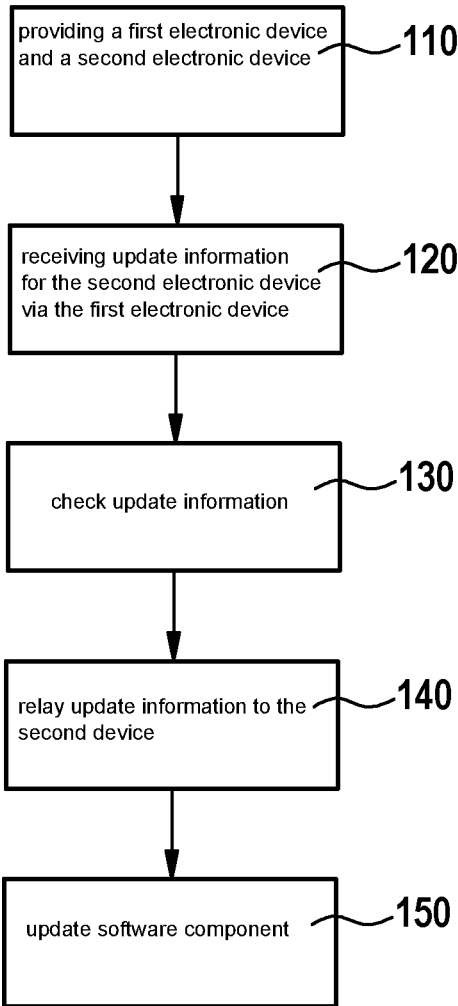 providing a first electronic device
and a second electronic device
110
receiving update information
for the second electronic device
via the first electronic device
120
check update information
130
relay update information to the
second device
140
update software component
150